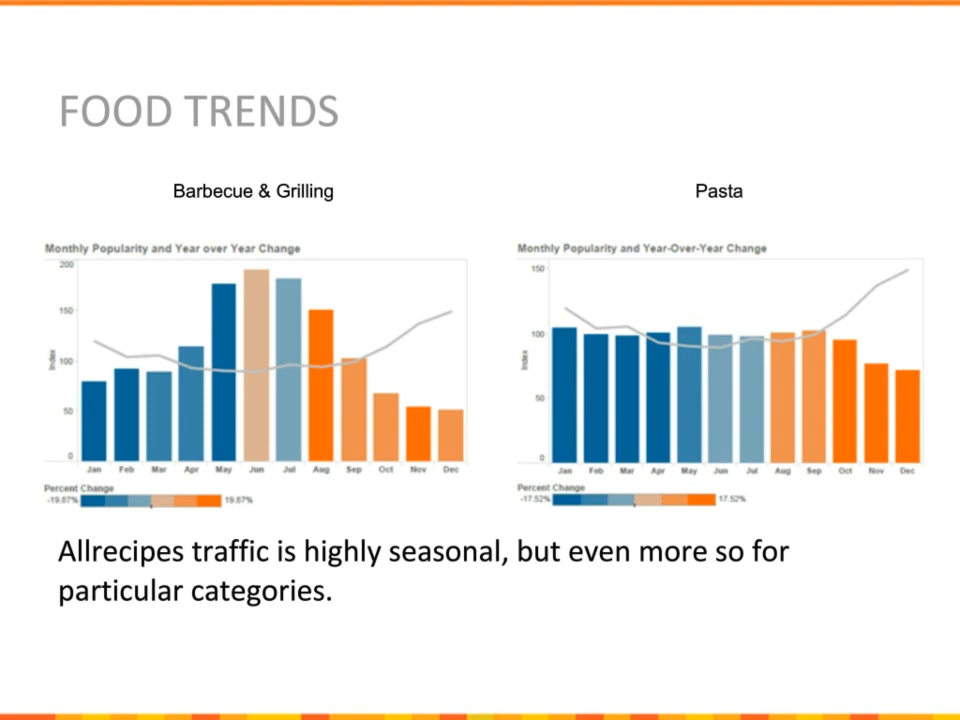 FOOD TRENDS
Barbecue & Grilling
Pasta
Monthly Popularity and Year over Year Change
200
150
100
50
0
Index
Jan Feb Mar Apr May Jun Jul Aug Sep Oct Nov Dec
Percent Change
-19.87% 19.87%
Monthly Popularity and Year-Over-Year Change
150
100
50
0
Index
Jan Feb Mar Apr May Jun Jul Aug Sep Oct Nov Dec
Percent Change
-17.52% 17.52%
Allrecipes traffic is highly seasonal, but even more so for
particular categories.